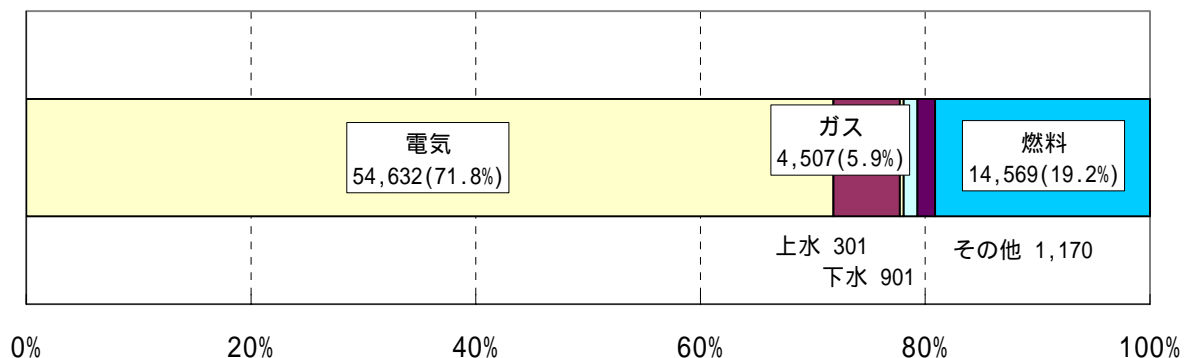 電気
54,632(71.8%)
ガス
4,507(5.9%)
燃料
14,569(19.2%)
上水 301
下水 901
その他 1,170
0%
20%
40%
60%
80%
100%